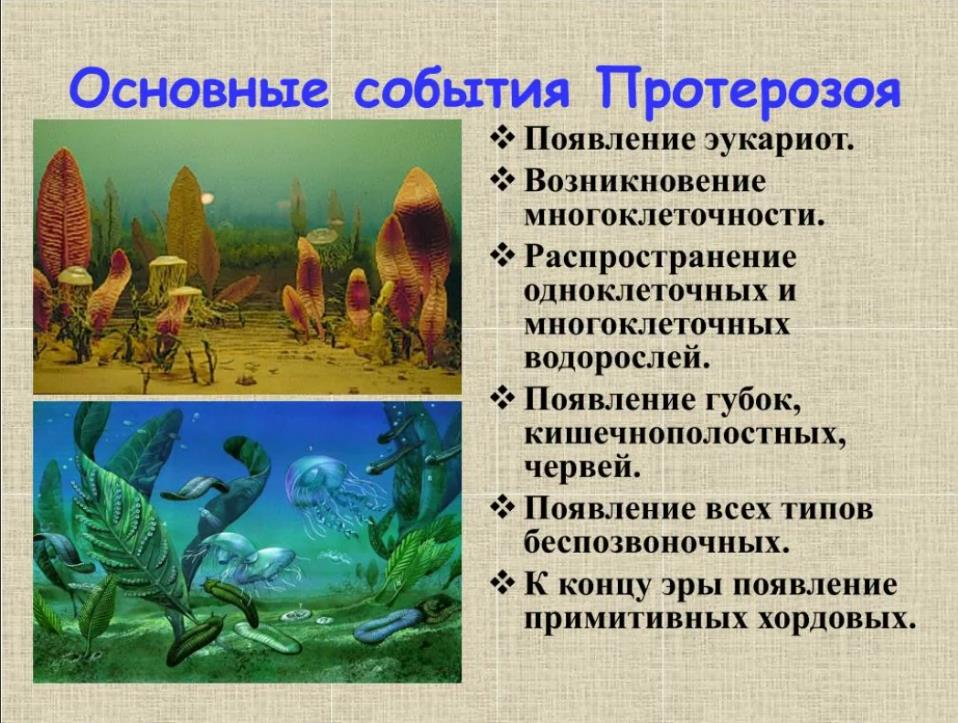 Основные события Протерозоя
❖ Появление эукариот.
❖ Возникновение
многоклеточности.
❖ Распространение
одноклеточных и
многоклеточных
водорослей.
❖ Появление губок,
кишечнополостных,
червей.
❖ Появление всех типов
беспозвоночных.
❖ К концу эры появление
примитивных хордовых.